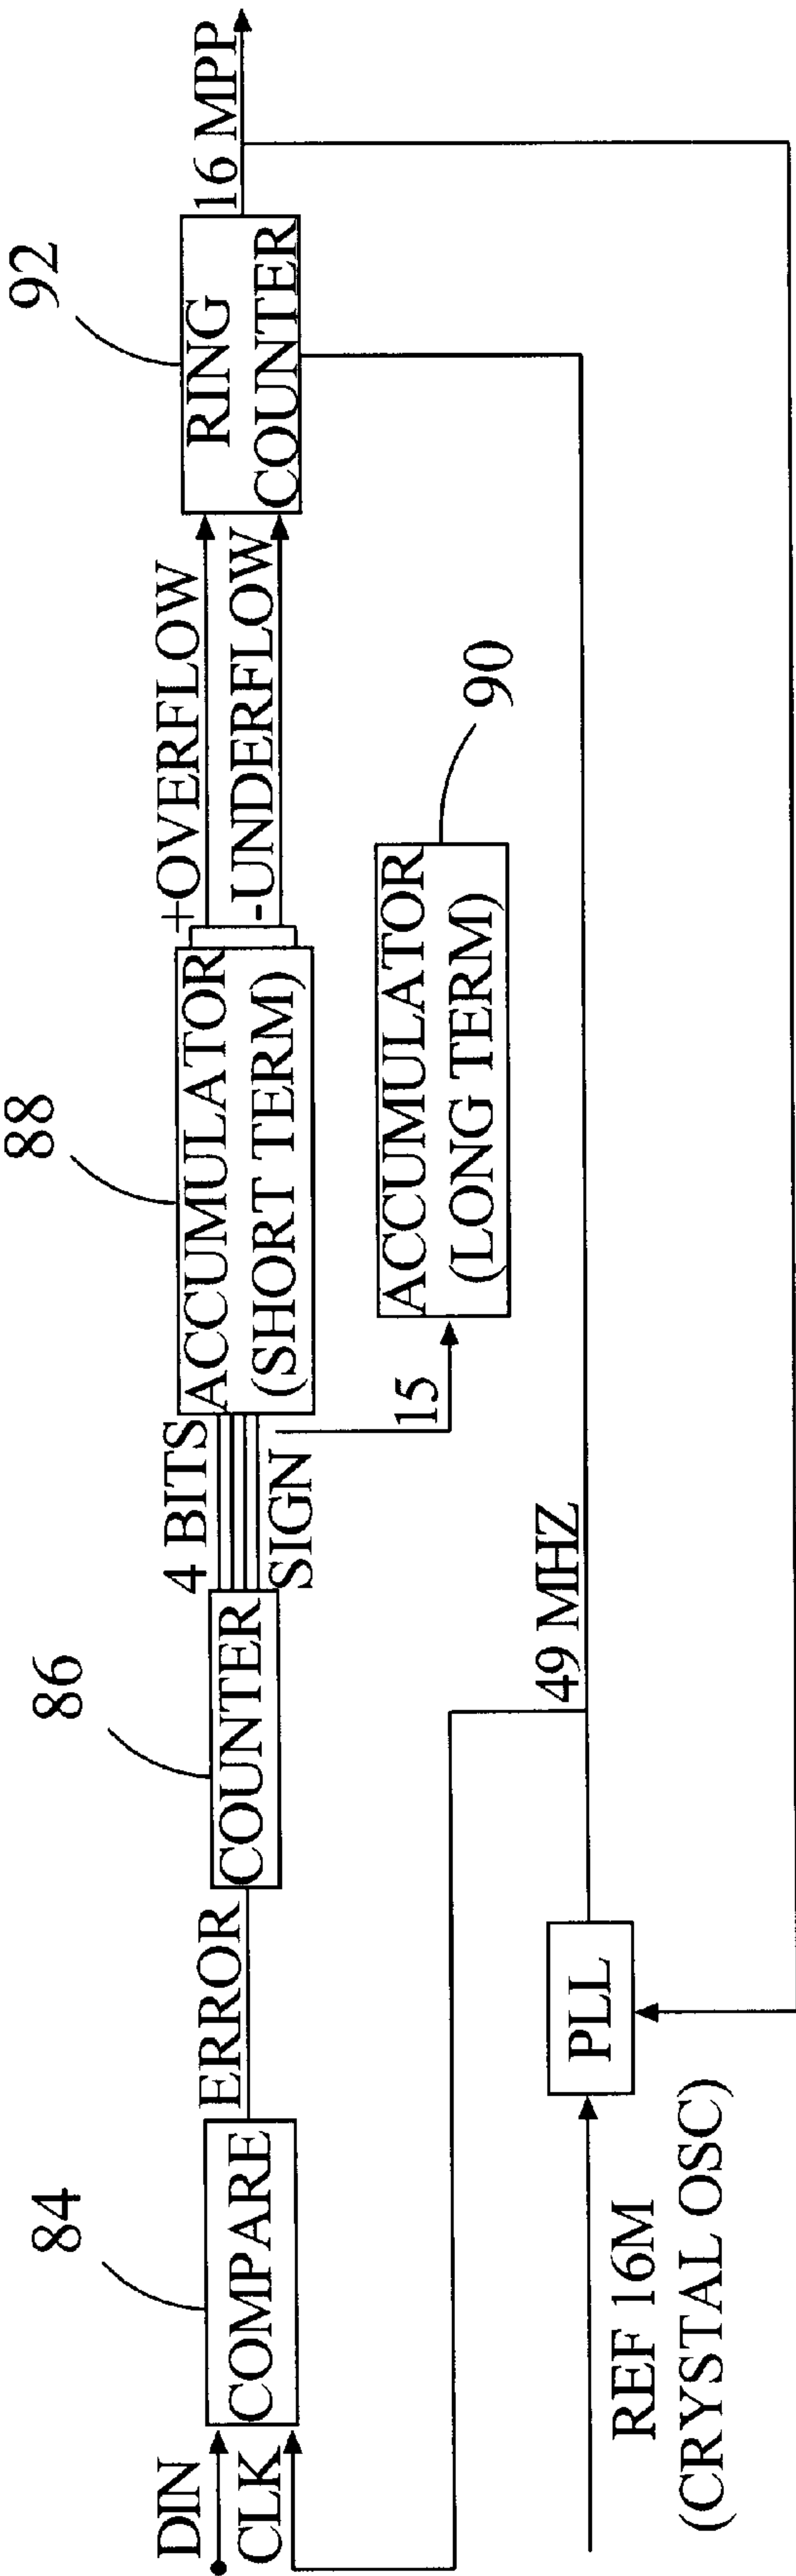 84
86
88
92
DIN
CLK
COMPARE
ERROR
COUNTER
4 BITS
SIGN
ACCUMULATOR
(SHORT TERM)
+OVERFLOW
-UNDERFLOW
RING
COUNTER
16 MPP
15
ACCUMULATOR
(LONG TERM)
90
49 MHZ
PLL
REF 16M
(CRYSTAL OSC)